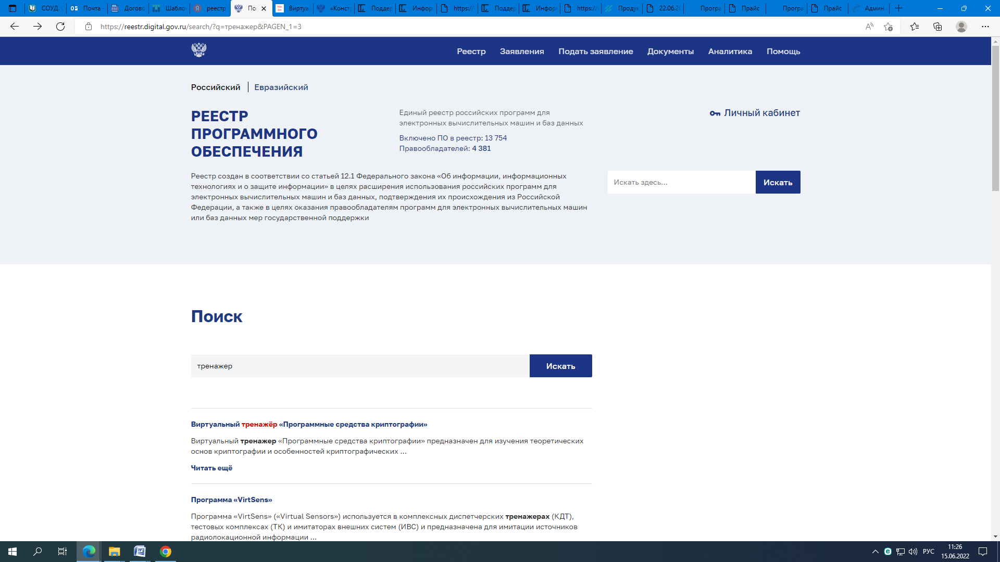 СОУД. С
Почта -
Догово
Шабло
реестр
По
Виртуа
«Конст
Поддер
Инфор
https://
Поддер
Инфор
https://
Продук
22.06.20
Програ
Прайс
Програ
Прайс
Админ.
https://reestr.digital.gov.ru/search/?q=тренажер&PAGEN_1=3
Реестр Заявления Подать заявление Документы Аналитика Помощь
Российский Евразийский
РЕЕСТР
ПРОГРАММНОГО
ОБЕСПЕЧЕНИЯ
Единый реестр российских программ для
электронных вычислительных машин и баз данных
Включено ПО в реестр: 13 754
Правообладателей: 4 381
Личный кабинет
Реестр создан в соответствии со статьей 12.1 Федерального закона «Об информации, информационных
технологиях и о защите информации» в целях расширения использования российских программ для
электронных вычислительных машин и баз данных, подтверждения их происхождения из Российской
Федерации, а также в целях оказания правообладателям программ для электронных вычислительных машин
или баз данных мер государственной поддержки
Искать здесь...
Искать
Поиск
тренажер
Искать
Виртуальный тренажёр «Программные средства криптографии»
Виртуальный тренажер «Программные средства криптографии» предназначен для изучения теоретических
основ криптографии и особенностей криптографических ...
Читать ещё
Программа «VirtSens»
Программа «VirtSens» («Virtual Sensors») используется в комплексных диспетчерских тренажерах (КДТ),
тестовых комплексах (ТК) и имитаторах внешних систем (ИВС) и предназначена для имитации источников
радиолокационной информации ...
РУС
11:26
15.06.2022